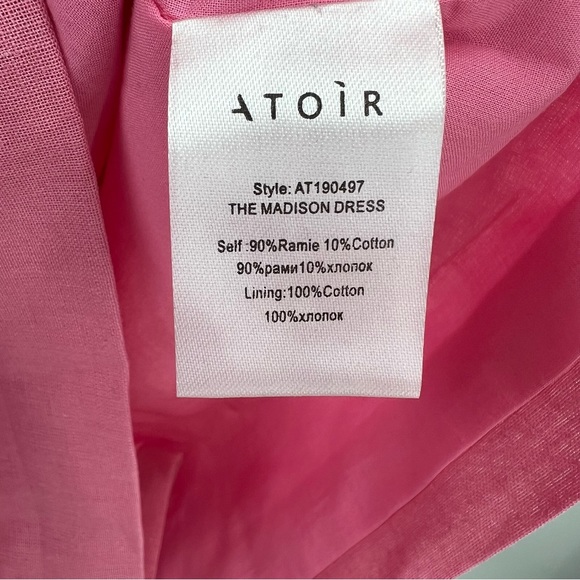 ATOÌR
Style: AT190497
THE MADISON DRESS
Self :90%Ramie 10%Cotton
90%рами10%хлопок
Lining:100%Cotton
100%хлопок